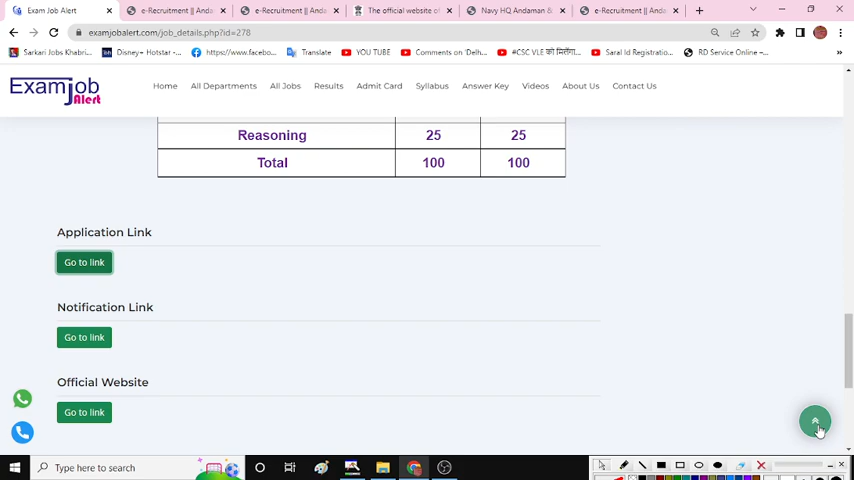 Exam Job Alert
e-Recruitment || Anda
e-Recruitment || Anda
The official website of
Navy HQ Andaman &
e-Recruitment || Anda
examjobalert.com/job_details.php?id=278
Sarkari Jobs Khabri...
Disney+ Hotstar -...
https://www.facebo...
Translate
YOU TUBE
Comments on 'Delh...
#CSC VLE को मिलेगा...
Saral Id Registratio...
RD Service Online –...
ExamJob
Alert
Home
All Departments
All Jobs
Results
Admit Card
Syllabus
Answer Key
Videos
About Us
Contact Us
Reasoning 25 25
Total 100 100
Application Link
Go to link
Notification Link
Go to link
Official Website
Go to link
Type here to search